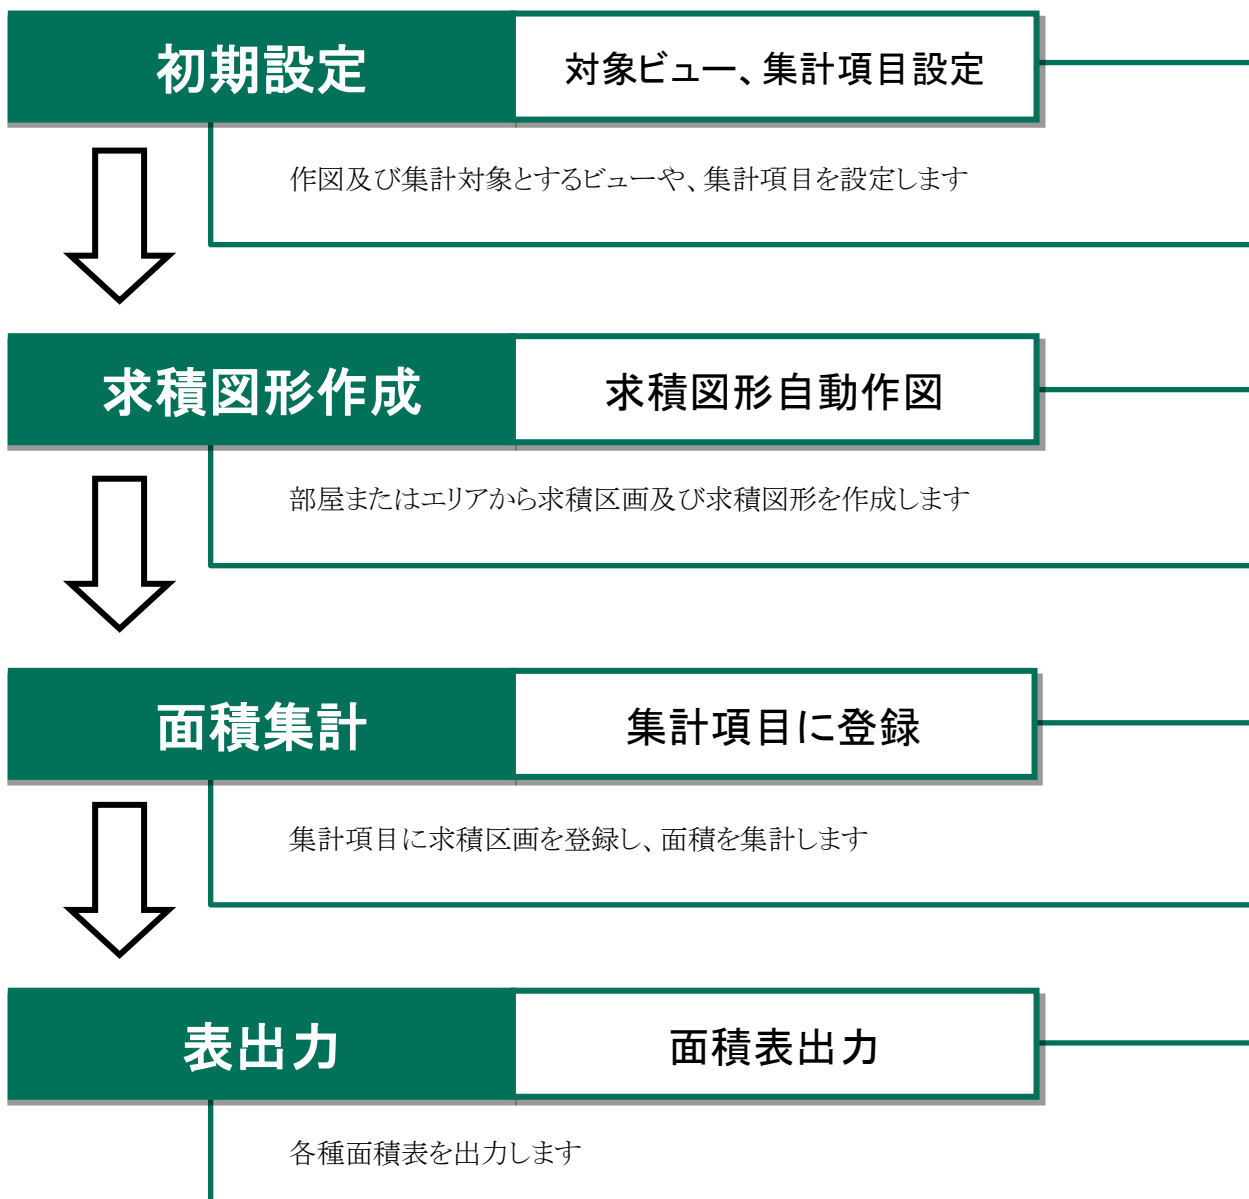 初期設定
対象ビュー、集計項目設定
作図及び集計対象とするビューや、集計項目を設定します
求積図形作成
求積図形自動作図
部屋またはエリアから求積区画及び求積図形を作成します
面積集計
集計項目に登録
集計項目に求積区画を登録し、面積を集計します
表出力
面積表出力
各種面積表を出力します